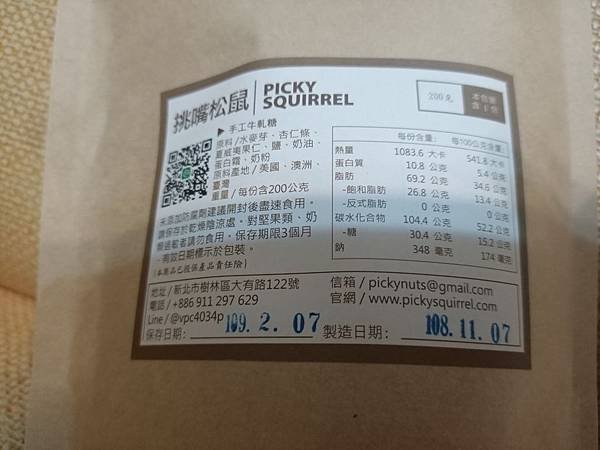 挑嘴松鼠
PICKY
SQUIRREL
200克
本包裝
▶手工牛軋糖
原料/水麥芽、杏仁條、
夏威夷果仁、鹽、奶油、
蛋白霜、奶粉
原料產地/美國、澳洲、
臺灣
重量/每份含200公克
每份含量: 每100公克含量:
熱量 1083.6 大卡 541.8 大卡
蛋白質 10.8 公克 5.4 公克
脂肪 69.2 公克 34.6 公克
-飽和脂肪 26.8 公克 13.4 公克
-反式脂肪 0 公克 0 公克
碳水化合物 104.4 公克 52.2 公克
-糖 30.4 公克 15.2 公克
鈉 348 毫克 174 毫克
未添加防腐劑建議開封後盡速食用。
請保存於乾燥陰涼處。對堅果類、奶
類過敏者請勿食用。保存期限3個月
，有效日期標示於包裝。
(本商品已投保產品責任險)
地址/新北市樹林區大有路122號
電話/+886 911 297 629
Line/@vpc4034p
信箱/pickynuts@gmail.com
官網/www.pickysquirrel.com
保存日期: 109.2.07 製造日期: 108.11.07